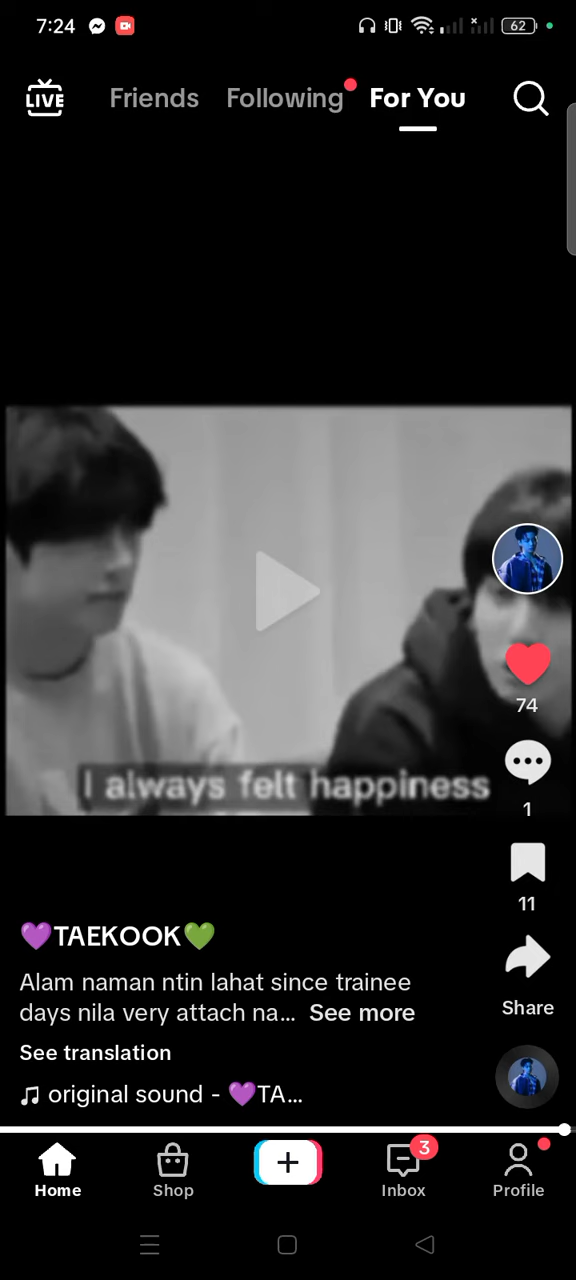 7:24
62
LIVE
Friends
Following
For You
I always felt happiness
74
1
11
💜TAEKOOK💚
Alam naman ntin lahat since trainee
days nila very attach na... See more
Share
See translation
original sound - 💜TA...
Home
Shop
3
Inbox
Profile